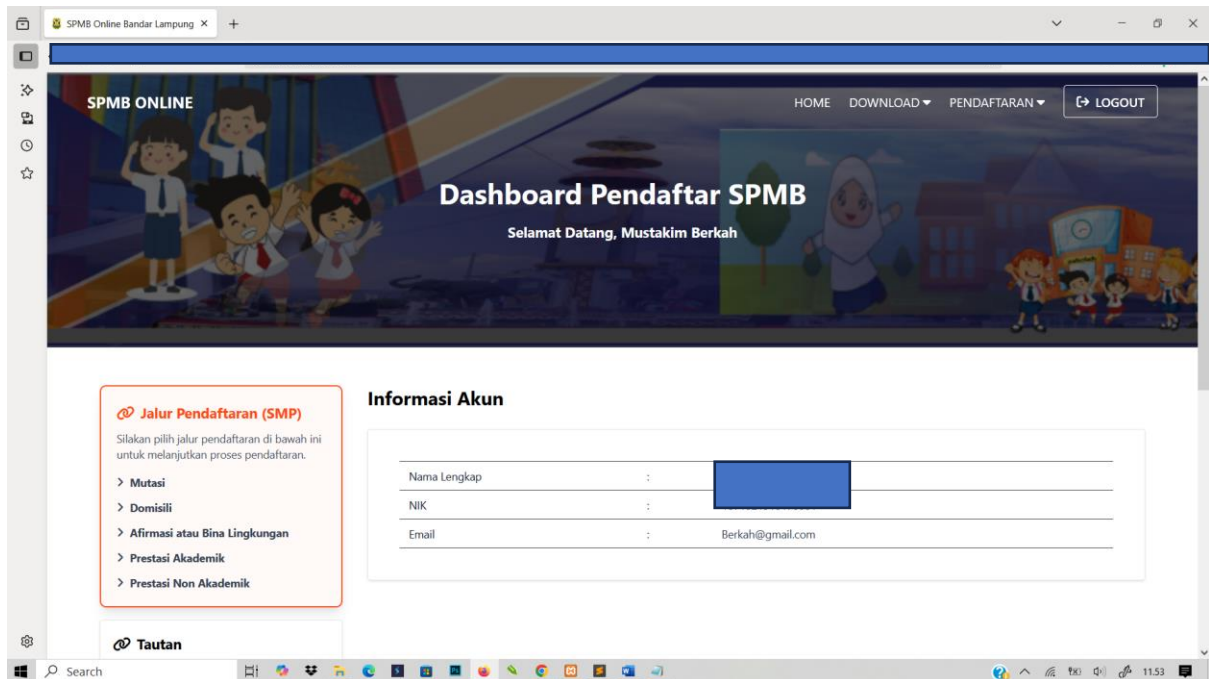 SPMB Online Bandar Lampung
SPMB ONLINE
HOME DOWNLOAD PENDAFTARAN LOGOUT
Dashboard Pendaftar SPMB
Selamat Datang, Mustakim Berkah
Jalur Pendaftaran (SMP)
Silakan pilih jalur pendaftaran di bawah ini
untuk melanjutkan proses pendaftaran.
Mutasi
Domisili
Afirmasi atau Bina Lingkungan
Prestasi Akademik
Prestasi Non Akademik
Tautan
Informasi Akun
Nama Lengkap :
NIK :
Email : Berkah@gmail.com
Search
11.53